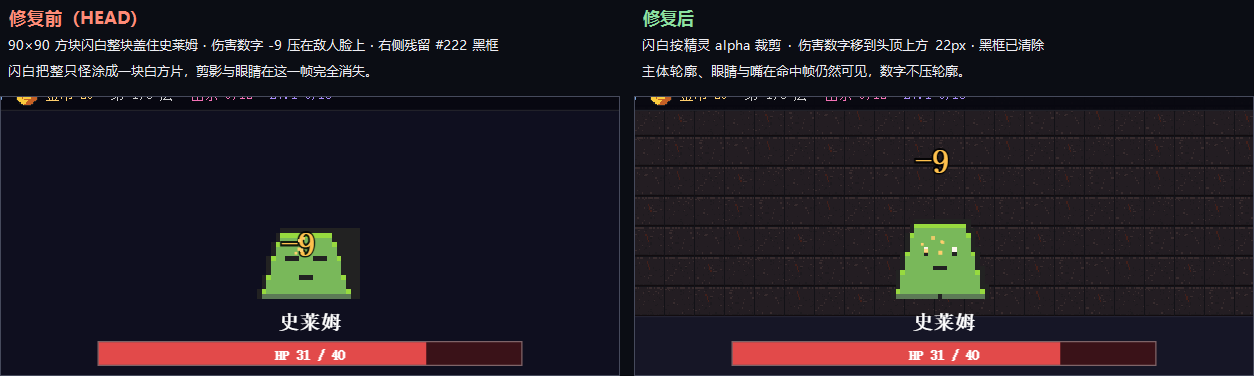 修复前（HEAD）
90×90 方块闪白整块盖住史莱姆 · 伤害数字 -9 压在敌人脸上 · 右侧残留 #222 黑框
闪白把整只怪涂成一块白方片，剪影与眼睛在这一帧完全消失。
-9
史莱姆
HP 31 / 40
修复后
闪白按精灵 alpha 裁剪 · 伤害数字移到头顶上方 22px · 黑框已清除
主体轮廓、眼睛与嘴在命中帧仍然可见，数字不压轮廓。
-9
史莱姆
HP 31 / 40